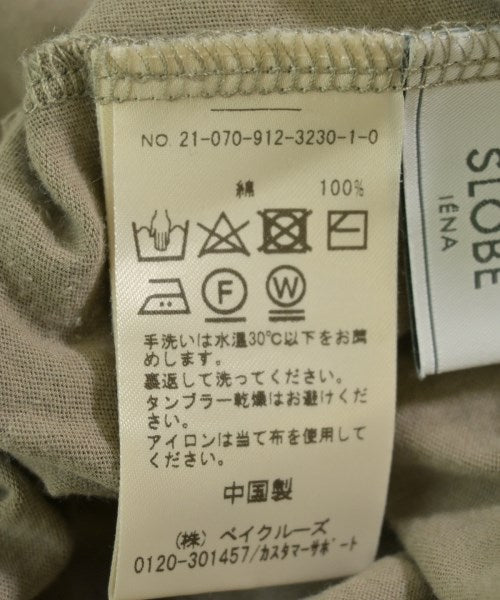 NO. 21-070-912-3230-1-0
綿 100%
F
W
手洗いは水温30℃以下をお薦
めします。
裏返して洗ってください。
タンブラー乾燥はお避けくださ
い。
アイロンは当て布を使用して
ください。
中国製
(株) ベイクルーズ
0120-301457/カスタマーサポート
SLOBE
IÉNA